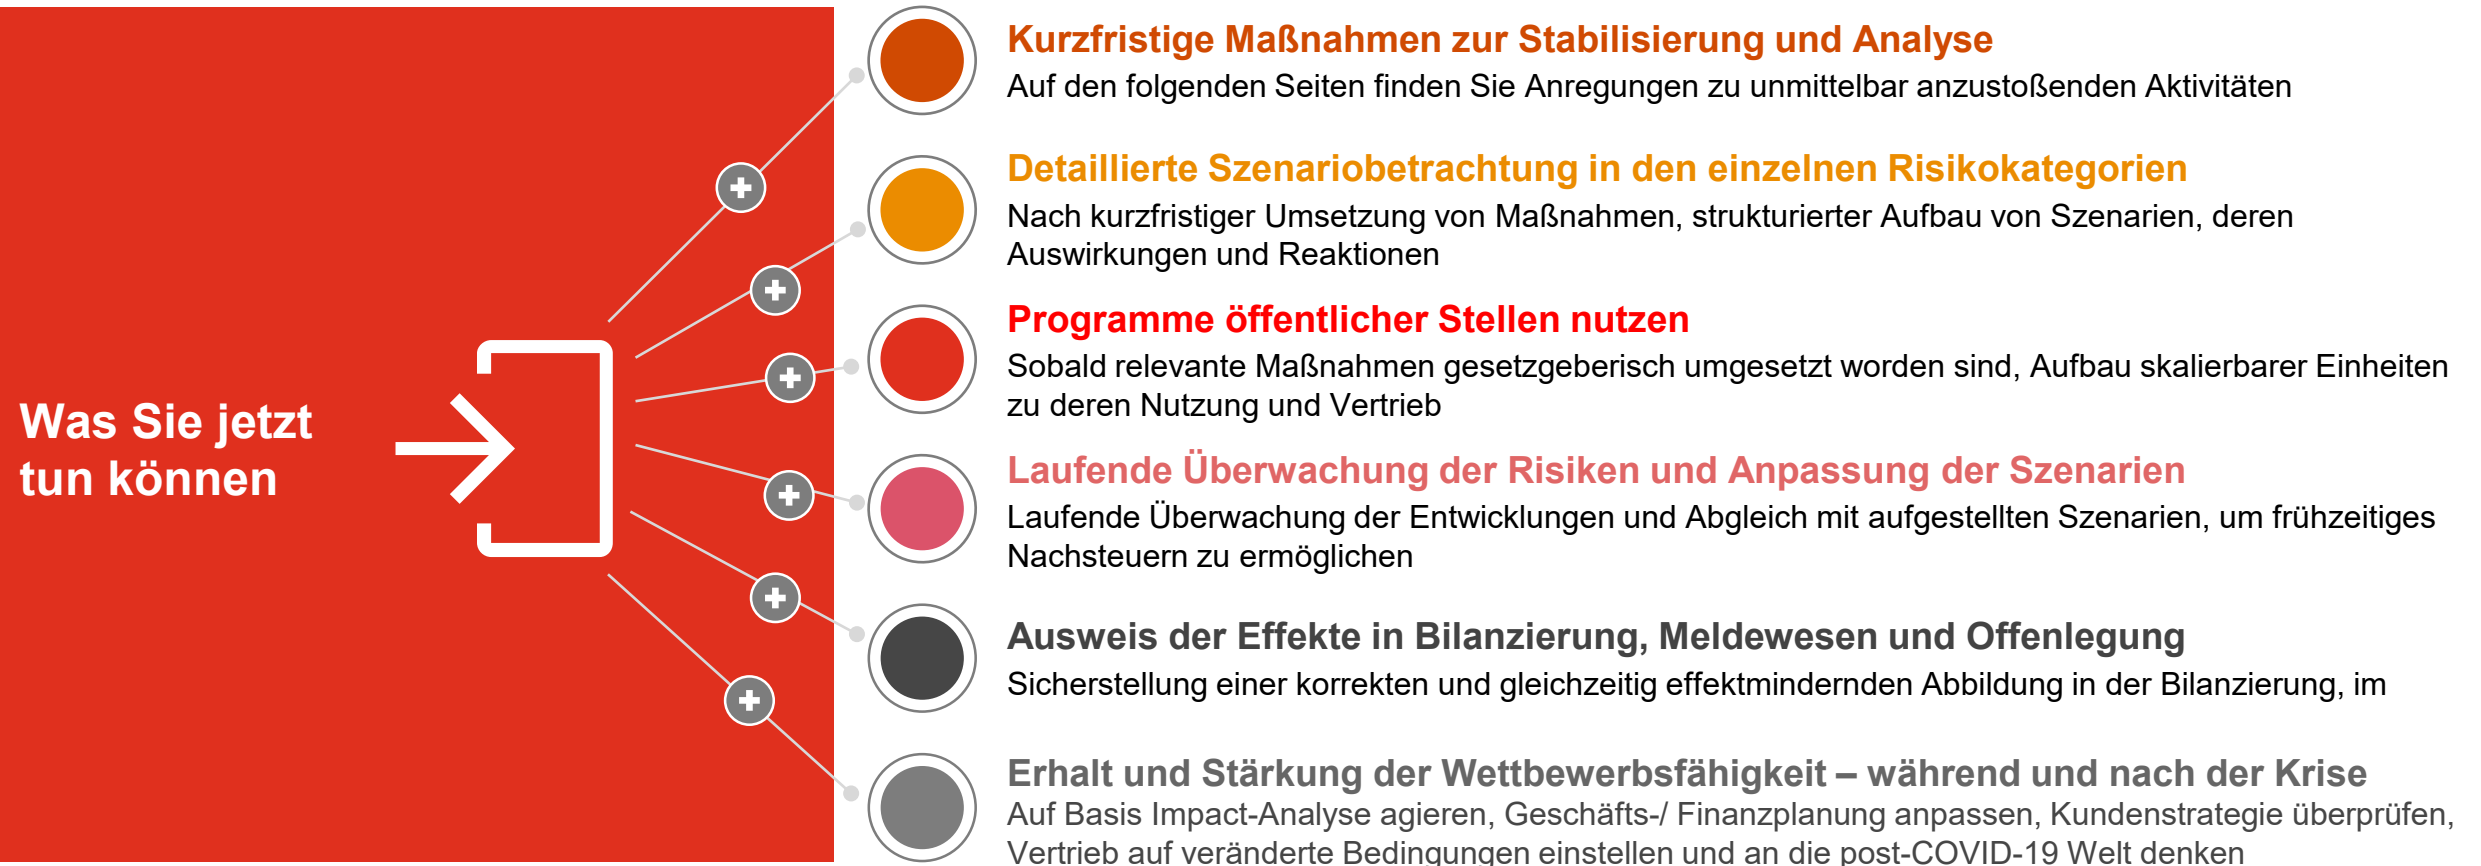 Was Sie jetzt
tun können
Kurzfristige Maßnahmen zur Stabilisierung und Analyse
Auf den folgenden Seiten finden Sie Anregungen zu unmittelbar anzustoßenden Aktivitäten
Detaillierte Szenariobetrachtung in den einzelnen Risikokategorien
Nach kurzfristiger Umsetzung von Maßnahmen, strukturierter Aufbau von Szenarien, deren
Auswirkungen und Reaktionen
Programme öffentlicher Stellen nutzen
Sobald relevante Maßnahmen gesetzgeberisch umgesetzt worden sind, Aufbau skalierbarer Einheiten
zu deren Nutzung und Vertrieb
Laufende Überwachung der Risiken und Anpassung der Szenarien
Laufende Überwachung der Entwicklungen und Abgleich mit aufgestellten Szenarien, um frühzeitiges
Nachsteuern zu ermöglichen
Ausweis der Effekte in Bilanzierung, Meldewesen und Offenlegung
Sicherstellung einer korrekten und gleichzeitig effektmindernden Abbildung in der Bilanzierung, im
Erhalt und Stärkung der Wettbewerbsfähigkeit – während und nach der Krise
Auf Basis Impact-Analyse agieren, Geschäfts-/ Finanzplanung anpassen, Kundenstrategie überprüfen,
Vertrieb auf veränderte Bedingungen einstellen und an die post-COVID-19 Welt denken